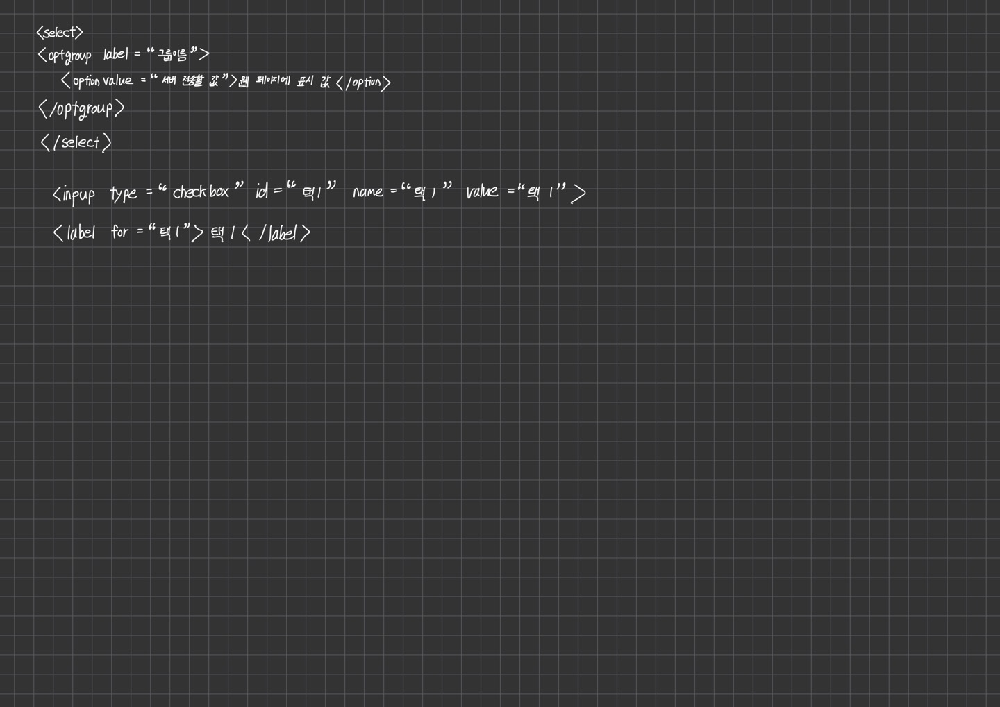 <select>
<optgroup label = “그룹이름”>
<option value = “서버 전송할 값”>웹 페이지에 표시 값 </option>
</optgroup>
</select>
<inpup type = “checkbox” id = “택1” name = “택1” value = “택 1”>
<label for = “택1”> 택1< /label>